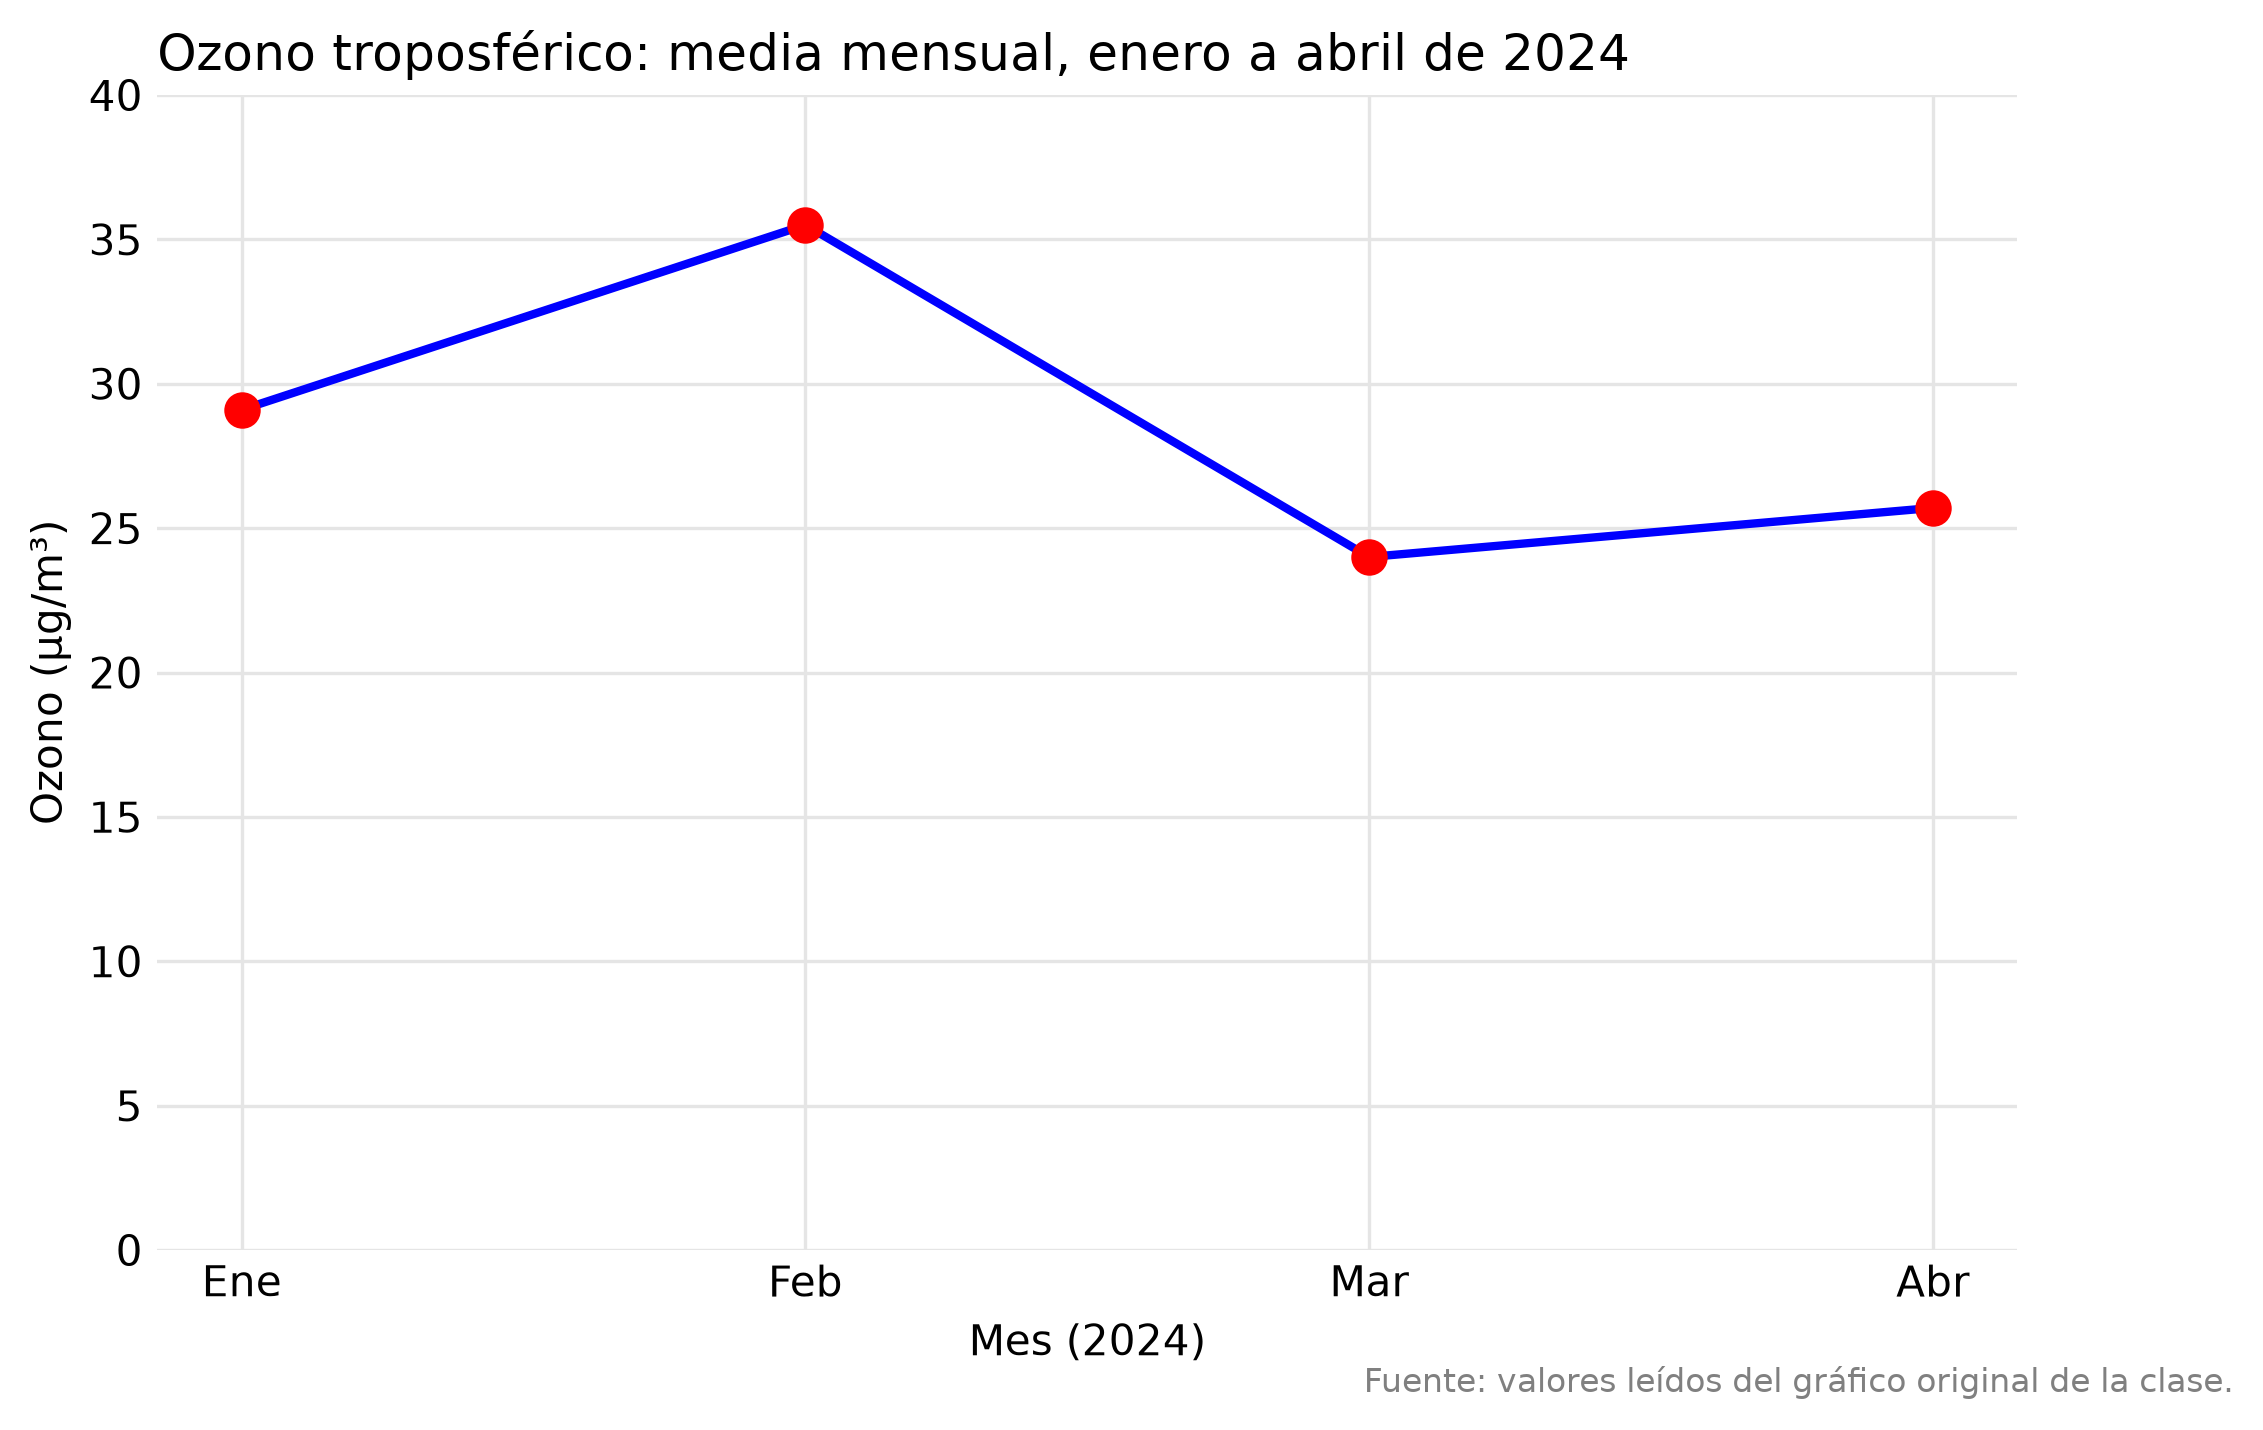 Ozono troposférico: media mensual, enero a abril de 2024
40
35
30
25
20
15
10
5
0
Ozono (µg/m³)
Ene Feb Mar Abr
Mes (2024)
Fuente: valores leídos del gráfico original de la clase.